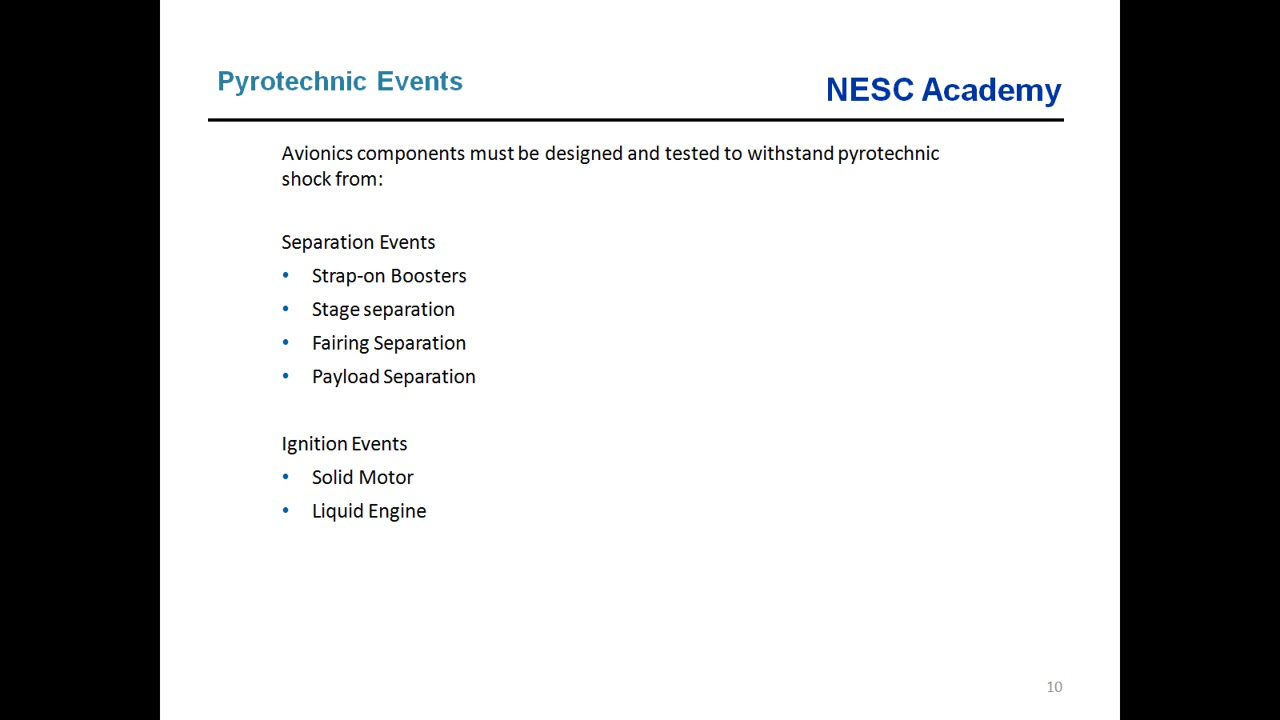 Pyrotechnic Events
NESC Academy
Avionics components must be designed and tested to withstand pyrotechnic
shock from:
Separation Events
• Strap-on Boosters
• Stage separation
• Fairing Separation
• Payload Separation
Ignition Events
• Solid Motor
• Liquid Engine
10